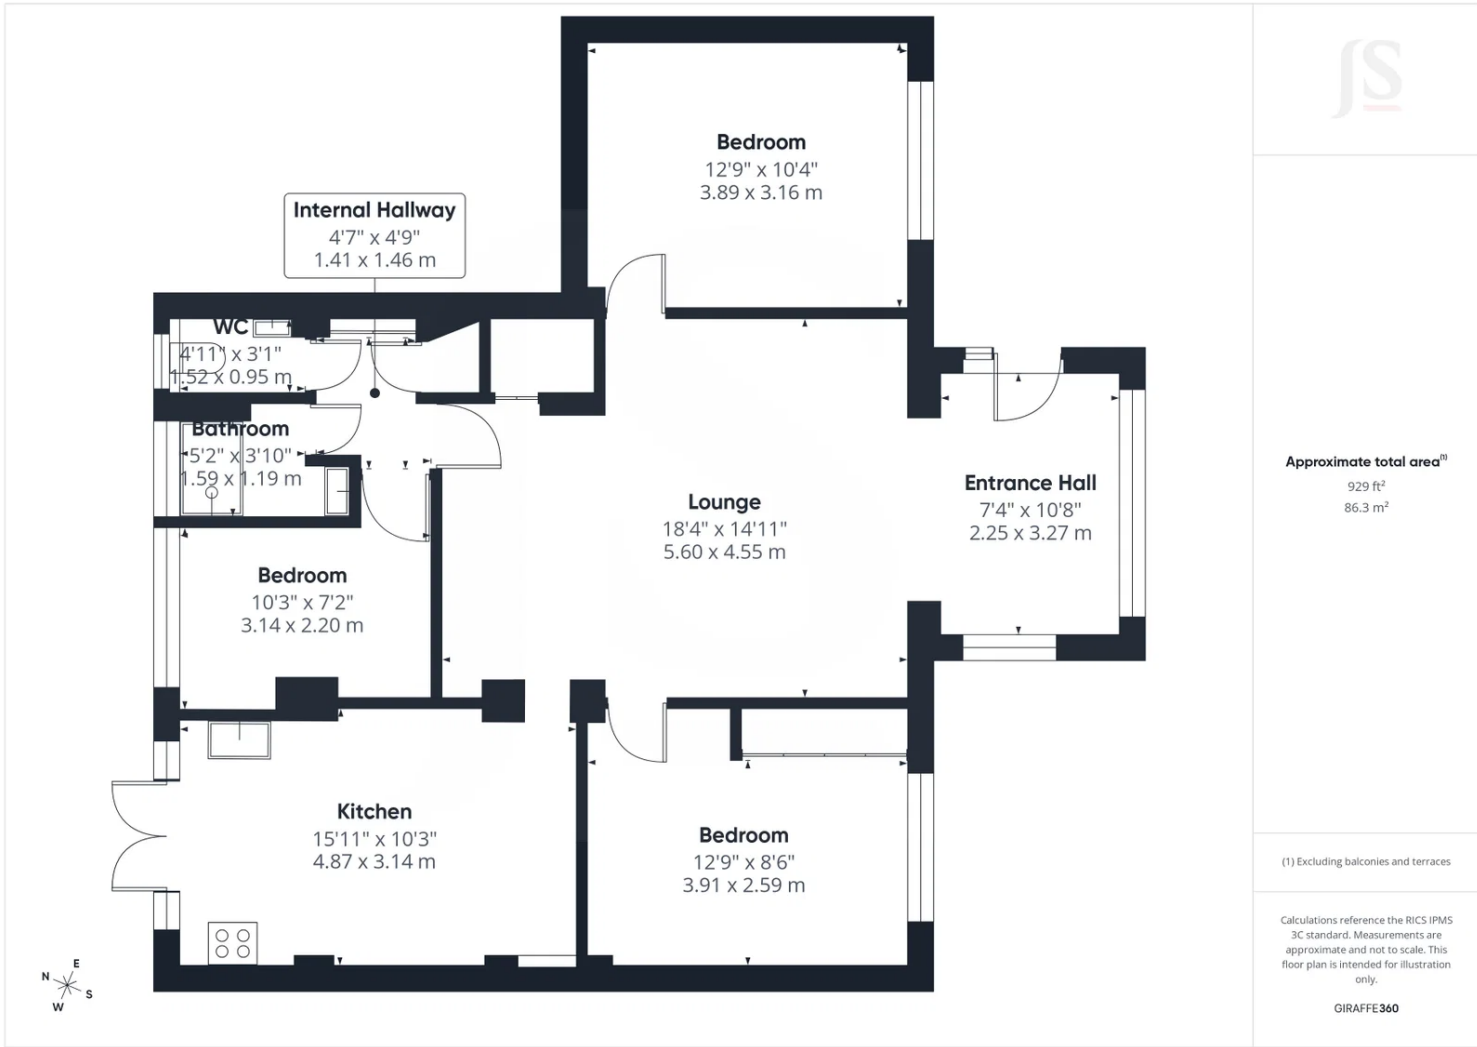 JS
Bedroom
12'9" x 10'4"
3.89 x 3.16 m
Internal Hallway
4'7" x 4'9"
1.41 x 1.46 m
WC
4'11" x 3'1"
1.52 x 0.95 m
Bathroom
5'2" x 3'10"
1.59 x 1.19 m
Entrance Hall
7'4" x 10'8"
2.25 x 3.27 m
Lounge
18'4" x 14'11"
5.60 x 4.55 m
Bedroom
10'3" x 7'2"
3.14 x 2.20 m
Kitchen
15'11" x 10'3"
4.87 x 3.14 m
Bedroom
12'9" x 8'6"
3.91 x 2.59 m
N
E
S
W
Approximate total area(1)
929 ft²
86.3 m²
(1) Excluding balconies and terraces
Calculations reference the RICS IPMS
3C standard. Measurements are
approximate and not to scale. This
floor plan is intended for illustration
only.
GIRAFFE360